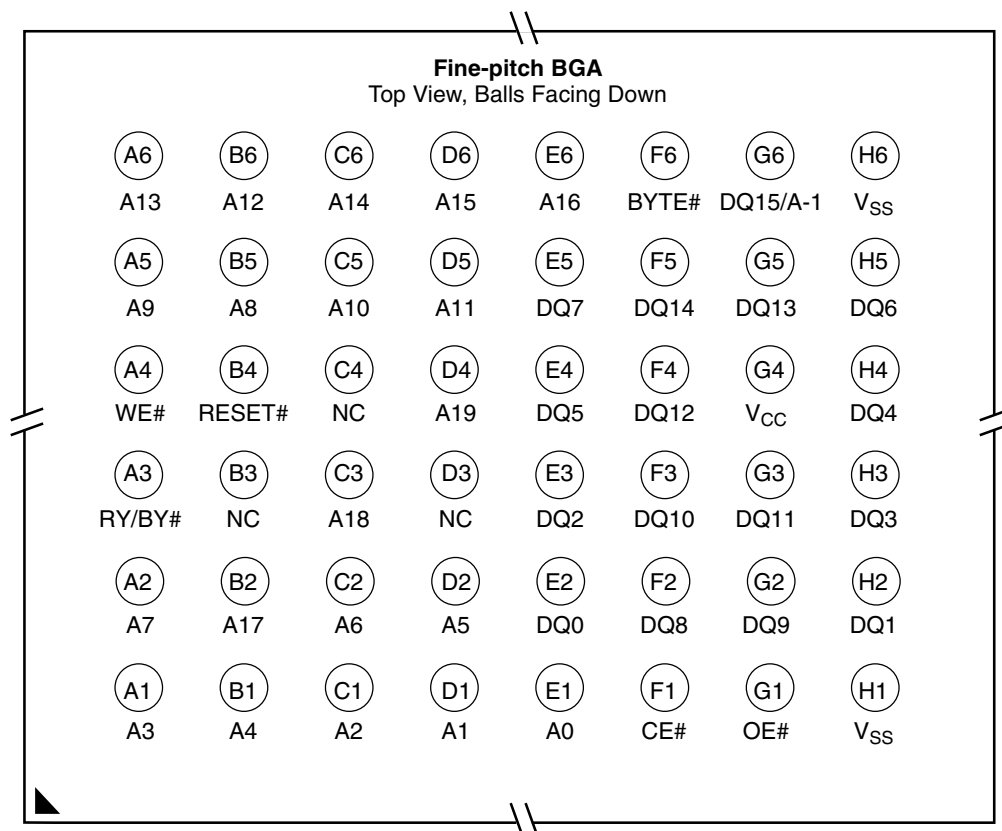 Fine-pitch BGA
Top View, Balls Facing Down
A6 B6 C6 D6 E6 F6 G6 H6
A13 A12 A14 A15 A16 BYTE# DQ15/A-1 VSS
A5 B5 C5 D5 E5 F5 G5 H5
A9 A8 A10 A11 DQ7 DQ14 DQ13 DQ6
A4 B4 C4 D4 E4 F4 G4 H4
WE# RESET# NC A19 DQ5 DQ12 VCC DQ4
A3 B3 C3 D3 E3 F3 G3 H3
RY/BY# NC A18 NC DQ2 DQ10 DQ11 DQ3
A2 B2 C2 D2 E2 F2 G2 H2
A7 A17 A6 A5 DQ0 DQ8 DQ9 DQ1
A1 B1 C1 D1 E1 F1 G1 H1
A3 A4 A2 A1 A0 CE# OE# VSS